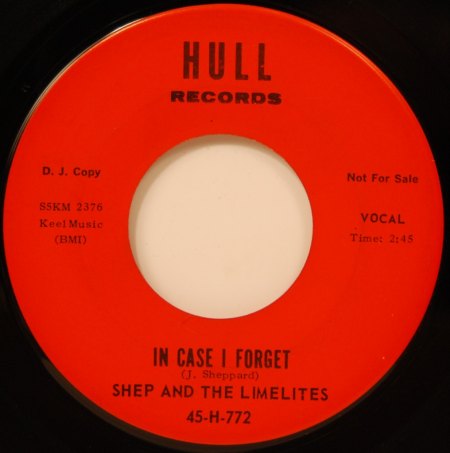 HULL
RECORDS
D. J. Copy
Not For Sale
S5KM 2376
Keel Music
(BMI)
VOCAL
Time: 2:45
IN CASE I FORGET
(J. Sheppard)
SHEP AND THE LIMELITES
45-H-772